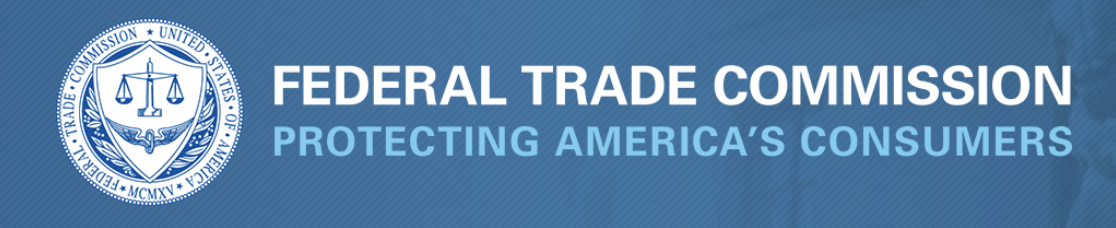 FEDERAL TRADE COMMISSION
UNITED STATES OF AMERICA
MCMXV
FEDERAL TRADE COMMISSION
PROTECTING AMERICA'S CONSUMERS